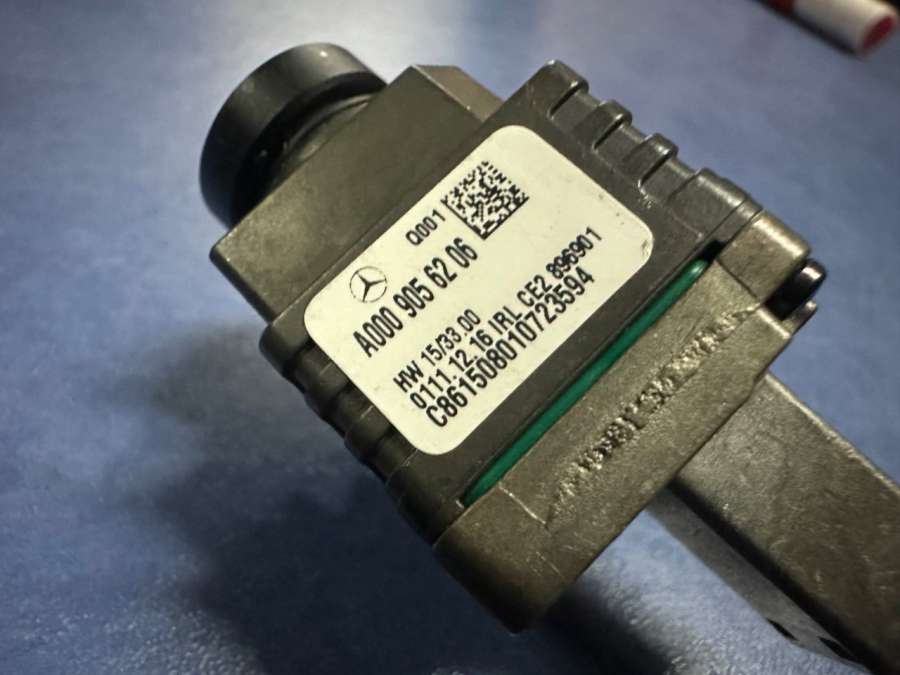 Q001
A000 905 62 06
HW 15/33.00
0111.12.16 IRL CE2 896901
C861508010723594